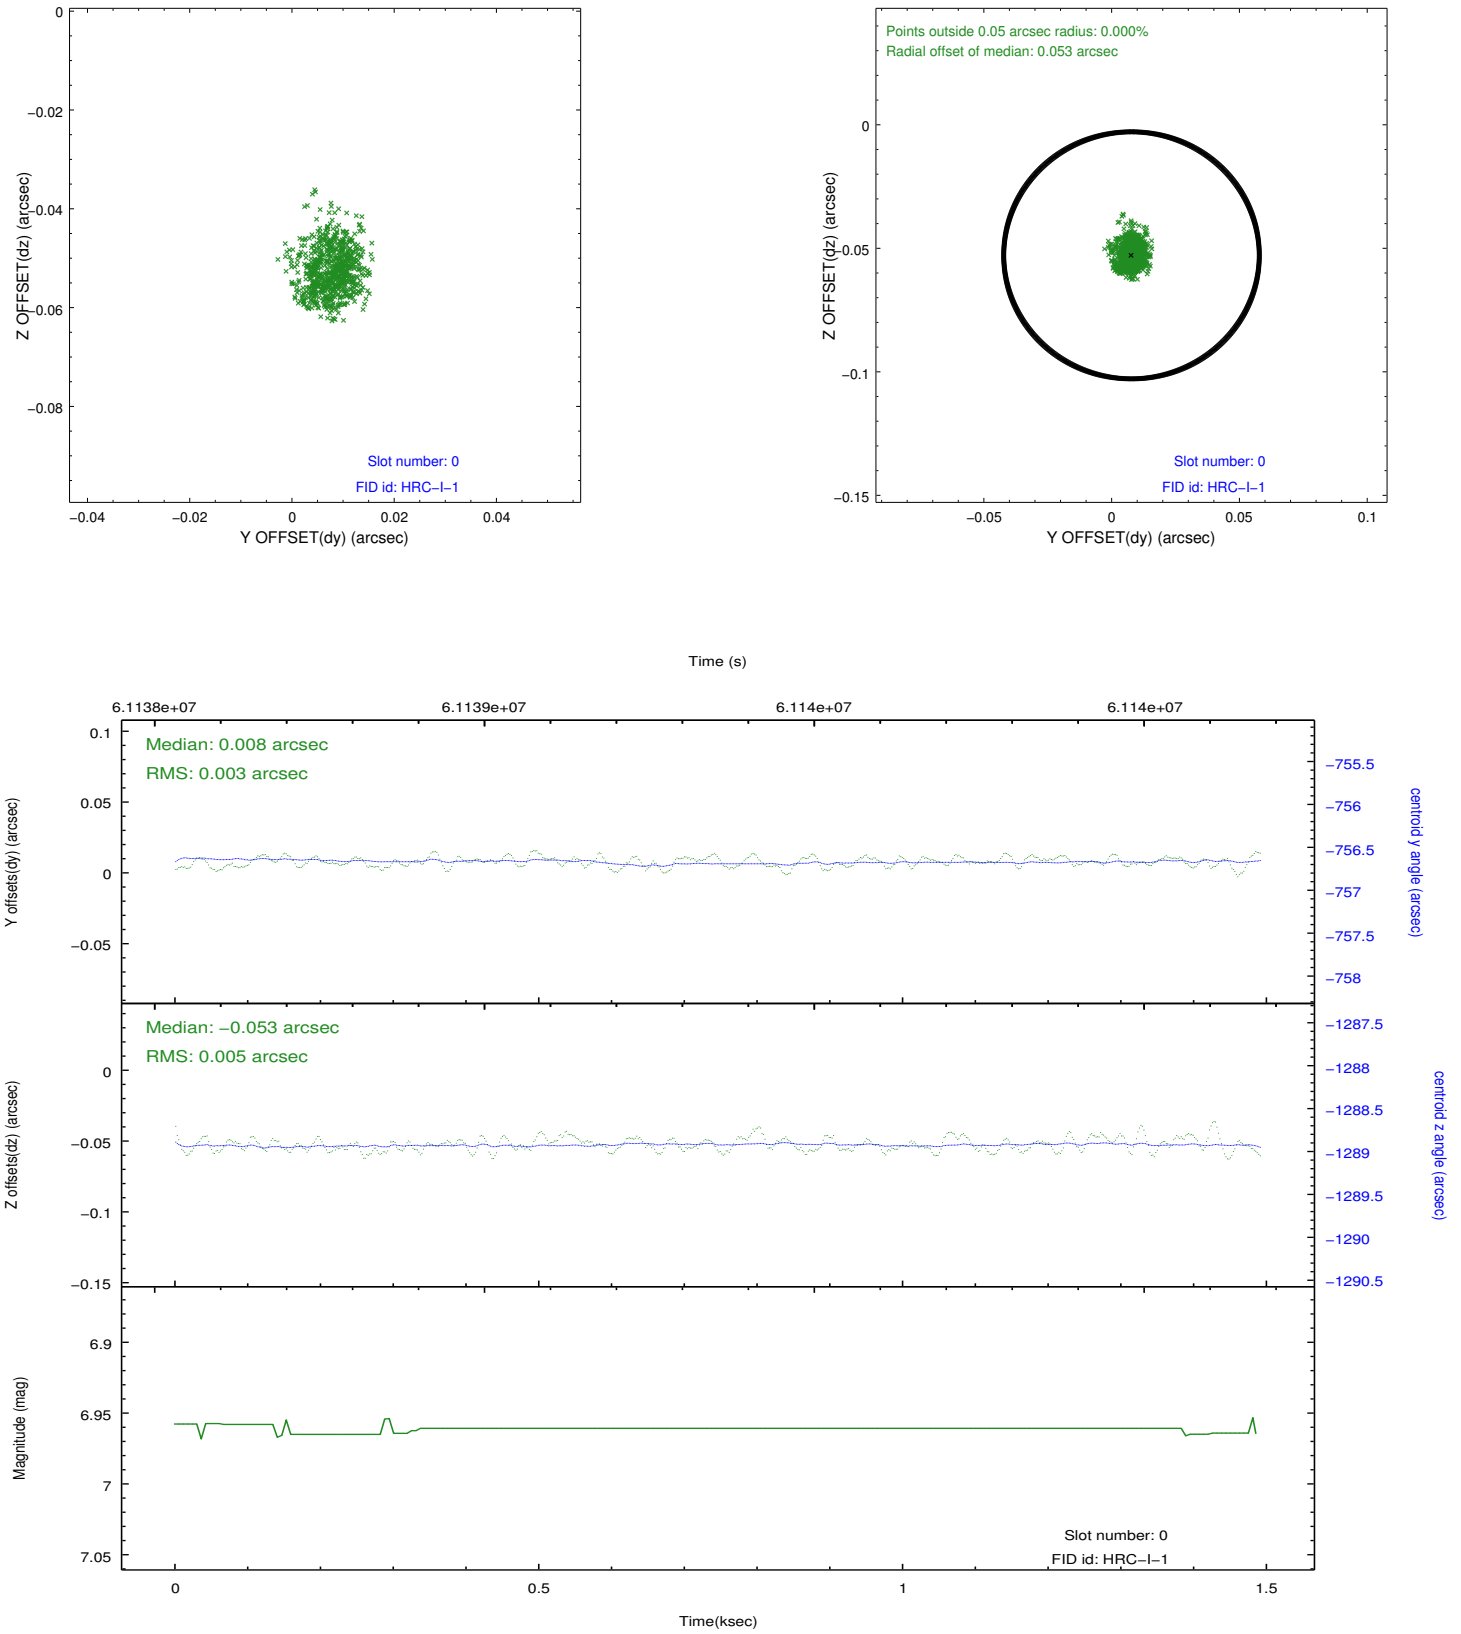 0
−0.02
−0.04
−0.06
−0.08
Z OFFSET(dz) (arcsec)
Slot number: 0
FID id: HRC−I−1
−0.04
−0.02
0
0.02
0.04
Y OFFSET(dy) (arcsec)
Points outside 0.05 arcsec radius: 0.000%
Radial offset of median: 0.053 arcsec
0
−0.05
−0.1
−0.15
Z OFFSET(dz) (arcsec)
Slot number: 0
FID id: HRC−I−1
−0.05
0
0.05
0.1
Y OFFSET(dy) (arcsec)
Time (s)
6.1138e+07
6.1139e+07
6.114e+07
6.114e+07
Median: 0.008 arcsec
RMS: 0.003 arcsec
0.1
0.05
0
−0.05
Y offsets(dy) (arcsec)
−755.5
−756
−756.5
−757
−757.5
−758
centroid y angle (arcsec)
Median: −0.053 arcsec
RMS: 0.005 arcsec
0
−0.05
−0.1
−0.15
Z offsets(dz) (arcsec)
−1287.5
−1288
−1288.5
−1289
−1289.5
−1290
−1290.5
centroid z angle (arcsec)
6.9
6.95
7
7.05
Magnitude (mag)
Slot number: 0
FID id: HRC−I−1
0
0.5
1
1.5
Time(ksec)